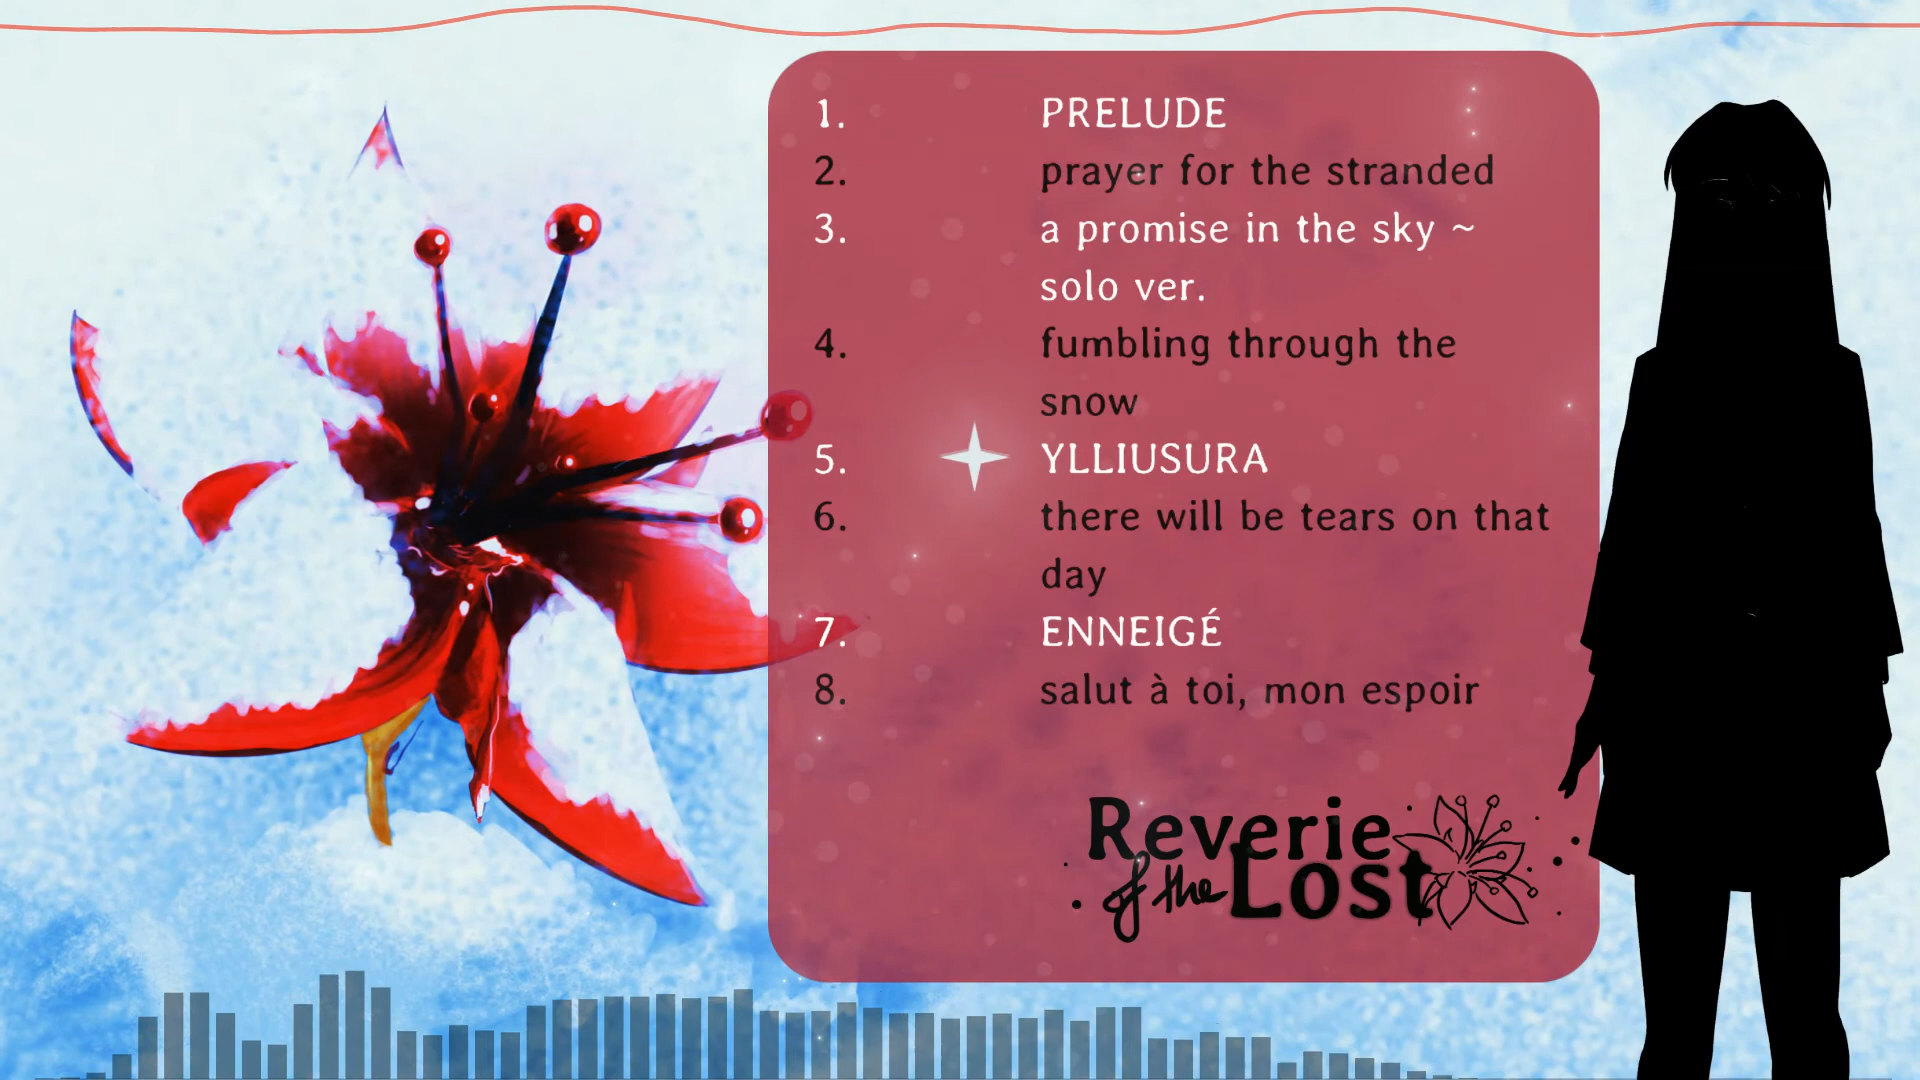 1. PRELUDE
2. prayer for the stranded
3. a promise in the sky ~
solo ver.
4. fumbling through the
snow
5. YLLIUSURA
6. there will be tears on that
day
7. ENNEIGÉ
8. salut à toi, mon espoir
Reverie
of the Lost